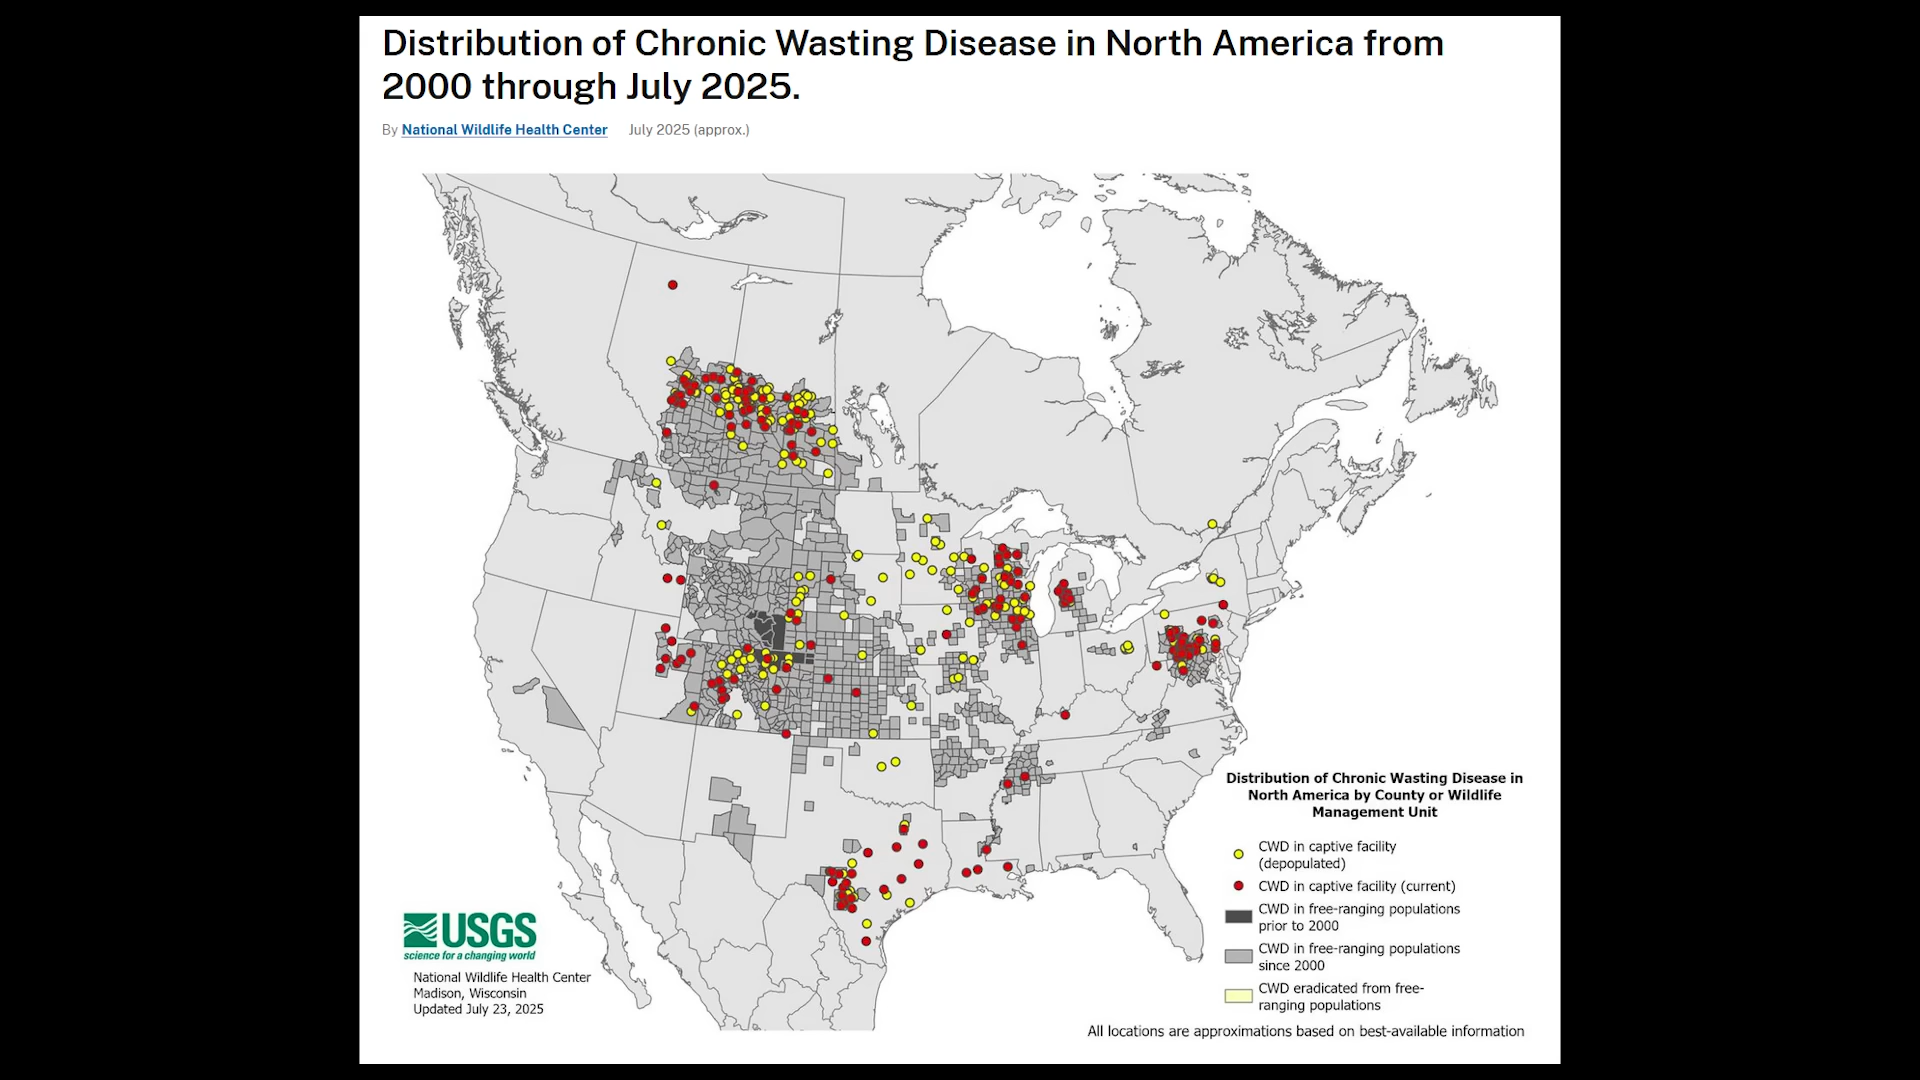 Distribution of Chronic Wasting Disease in North America from
2000 through July 2025.
By National Wildlife Health Center July 2025 (approx.)
Distribution of Chronic Wasting Disease in
North America by County or Wildlife
Management Unit
CWD in captive facility
(depopulated)
CWD in captive facility (current)
CWD in free-ranging populations
prior to 2000
CWD in free-ranging populations
since 2000
CWD eradicated from free-
ranging populations
USGS
science for a changing world
National Wildlife Health Center
Madison, Wisconsin
Updated July 23, 2025
All locations are approximations based on best-available information